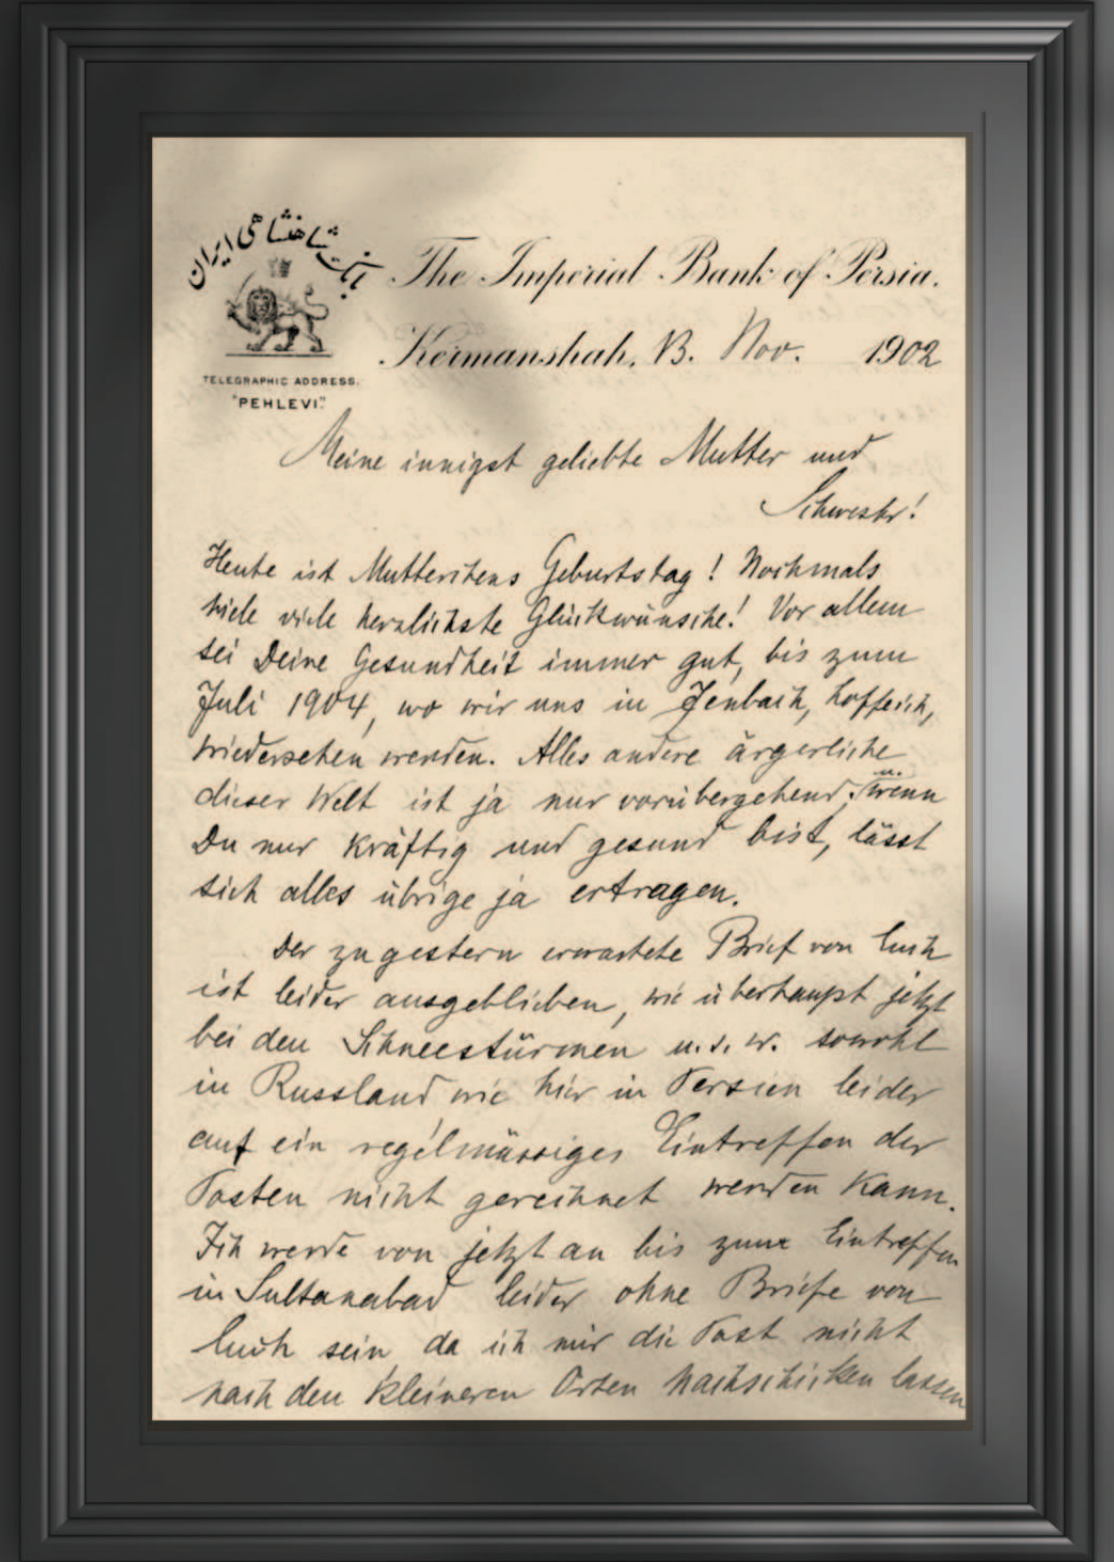 بانک شاهنشاهی ایران
The Imperial Bank of Persia.
Kermanshah, 13. Nov. 1902
TELEGRAPHIC ADDRESS.
"PEHLEVI."
Meine innigst geliebte Mutter und
Schwester!
Heute ist Mutterchens Geburtstag! Nochmals
viele viele herzlichste Glückwünsche! Vor allem
sei Deine Gesundheit immer gut, bis zum
Juli 1904, wo wir uns in Jenbach, hoffentlich,
wiedersehen werden. Alles andere ärgerliche
dieser Welt ist ja nur vorübergehend, u. wenn
Du nur kräftig und gesund bist, lässt
sich alles übrige ja ertragen.
Der zu gestern erwartete Brief von Euch
ist leider ausgeblieben, wie überhaupt jetzt
bei den Schneestürmen u. s. w. sowohl
in Russland wie hier in Persien leider
auf ein regelmässiges Eintreffen der
Posten nicht gerechnet werden kann.
Ich werde von jetzt an bis zum Eintreffen
in Sultanabad leider ohne Briefe von
Euch sein, da ich mir die Post nicht
nach den kleineren Orten nachschicken lassen